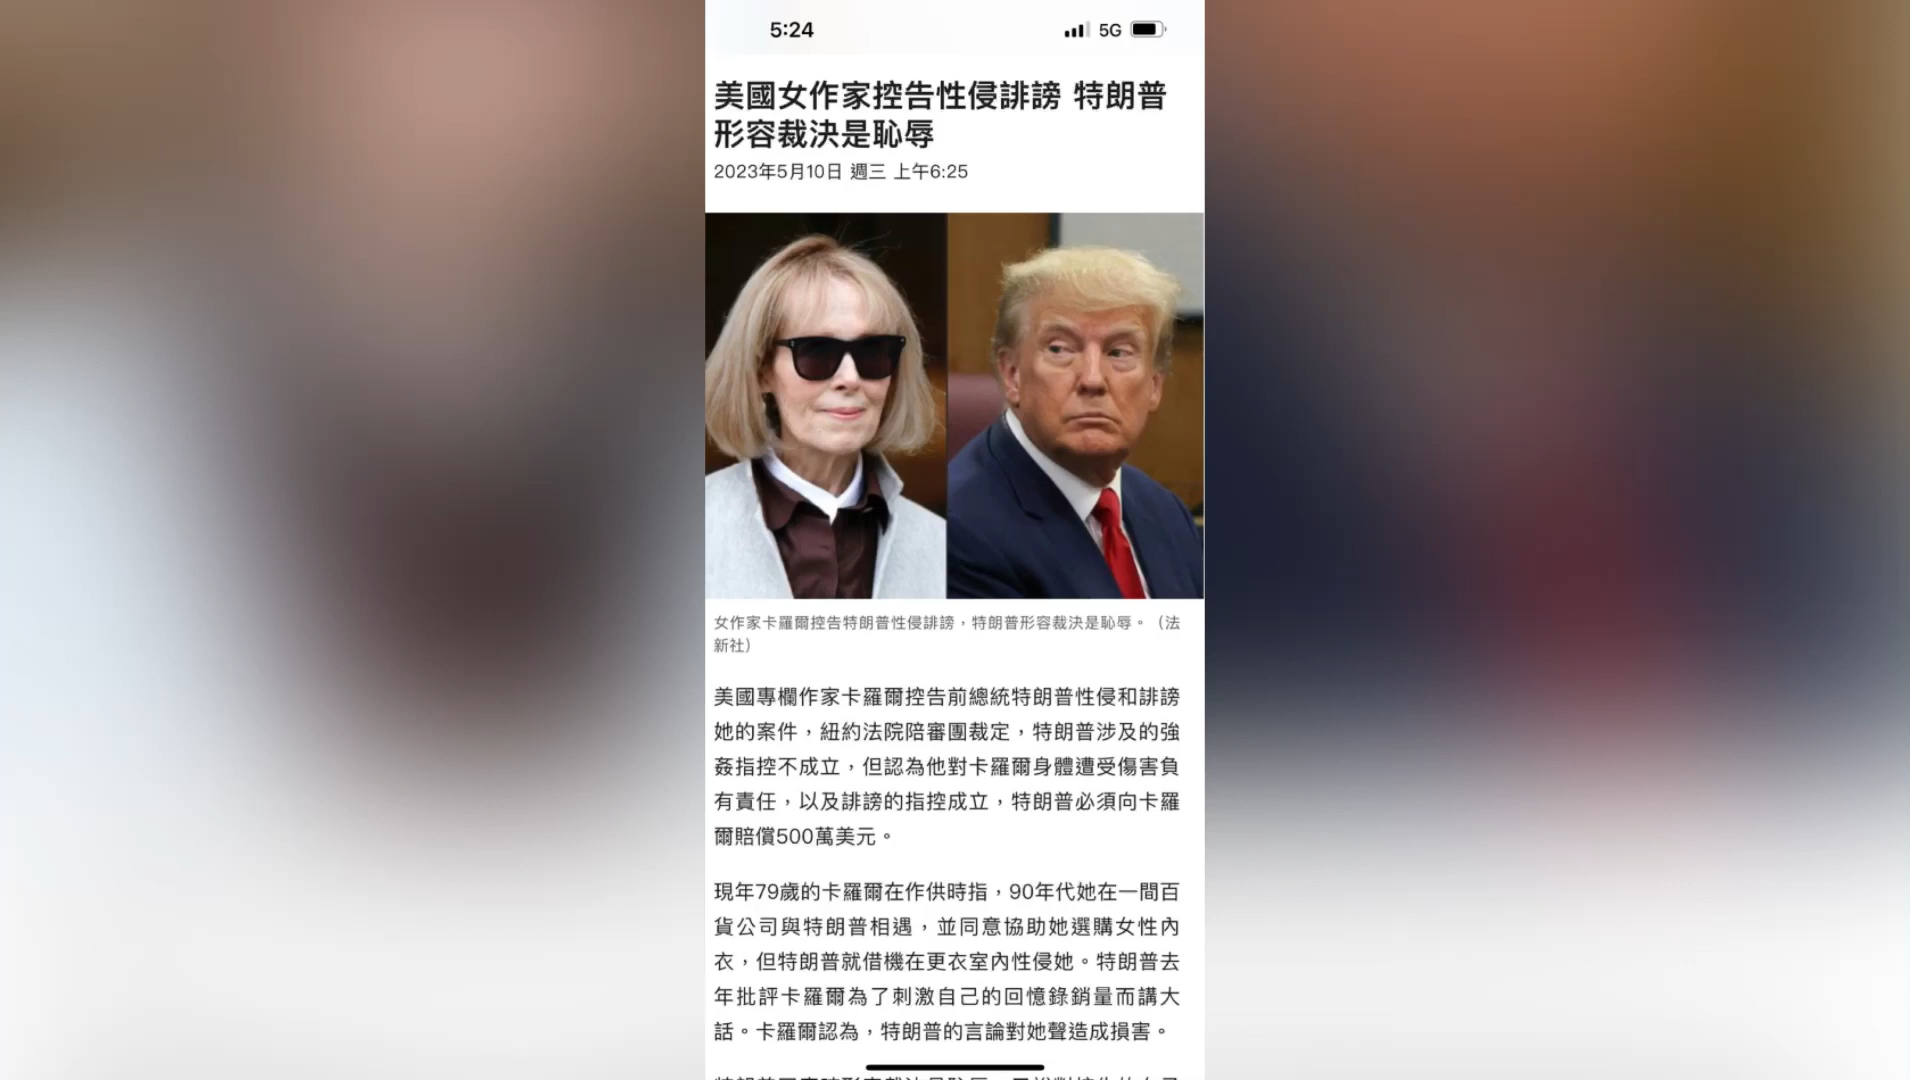 5:24
5G
美國女作家控告性侵誹謗 特朗普
形容裁決是恥辱
2023年5月10日 週三 上午6:25
女作家卡羅爾控告特朗普性侵誹謗，特朗普形容裁決是恥辱。（法
新社）
美國專欄作家卡羅爾控告前總統特朗普性侵和誹謗
她的案件，紐約法院陪審團裁定，特朗普涉及的強
姦指控不成立，但認為他對卡羅爾身體遭受傷害負
有責任，以及誹謗的指控成立，特朗普必須向卡羅
爾賠償500萬美元。
現年79歲的卡羅爾在作供時指，90年代她在一間百
貨公司與特朗普相遇，並同意協助她選購女性內
衣，但特朗普就借機在更衣室內性侵她。特朗普去
年批評卡羅爾為了刺激自己的回憶錄銷量而講大
話。卡羅爾認為，特朗普的言論對她聲造成損害。